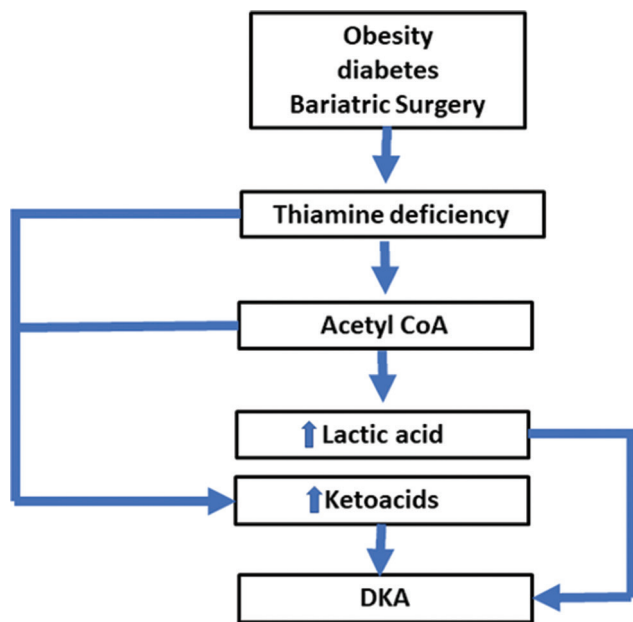 Obesity
diabetes
Bariatric Surgery
Thiamine deficiency
Acetyl CoA
Lactic acid
Ketoacids
DKA